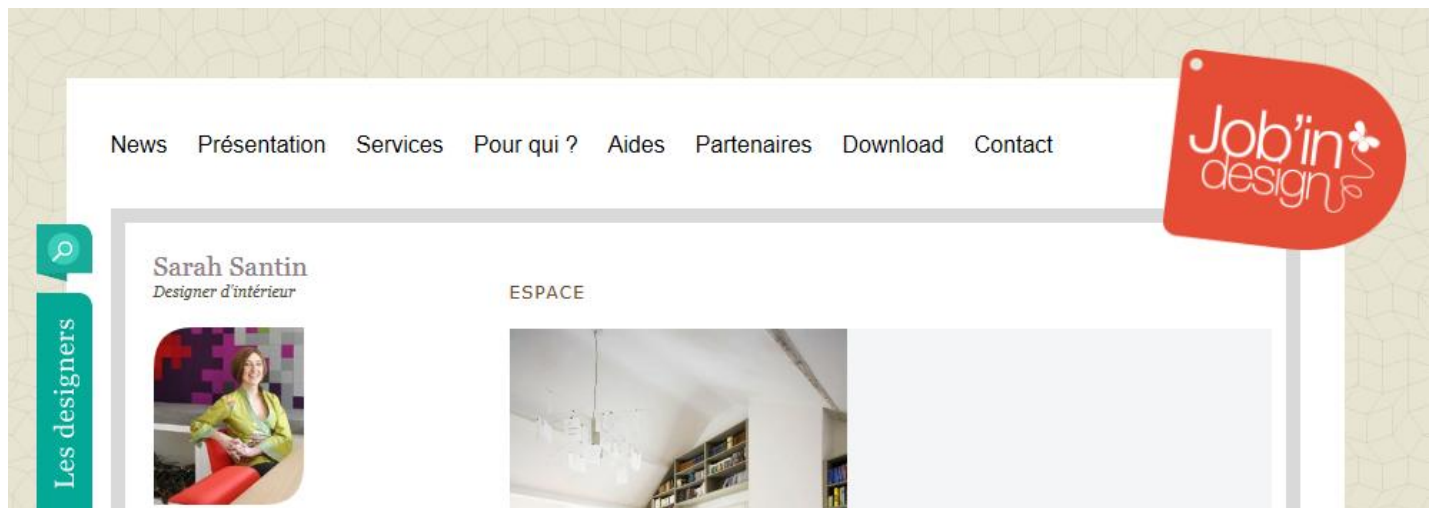 News Présentation Services Pour qui ? Aides Partenaires Download Contact
Job'in
design
Sarah Santin
Designer d'intérieur
ESPACE
Les designers